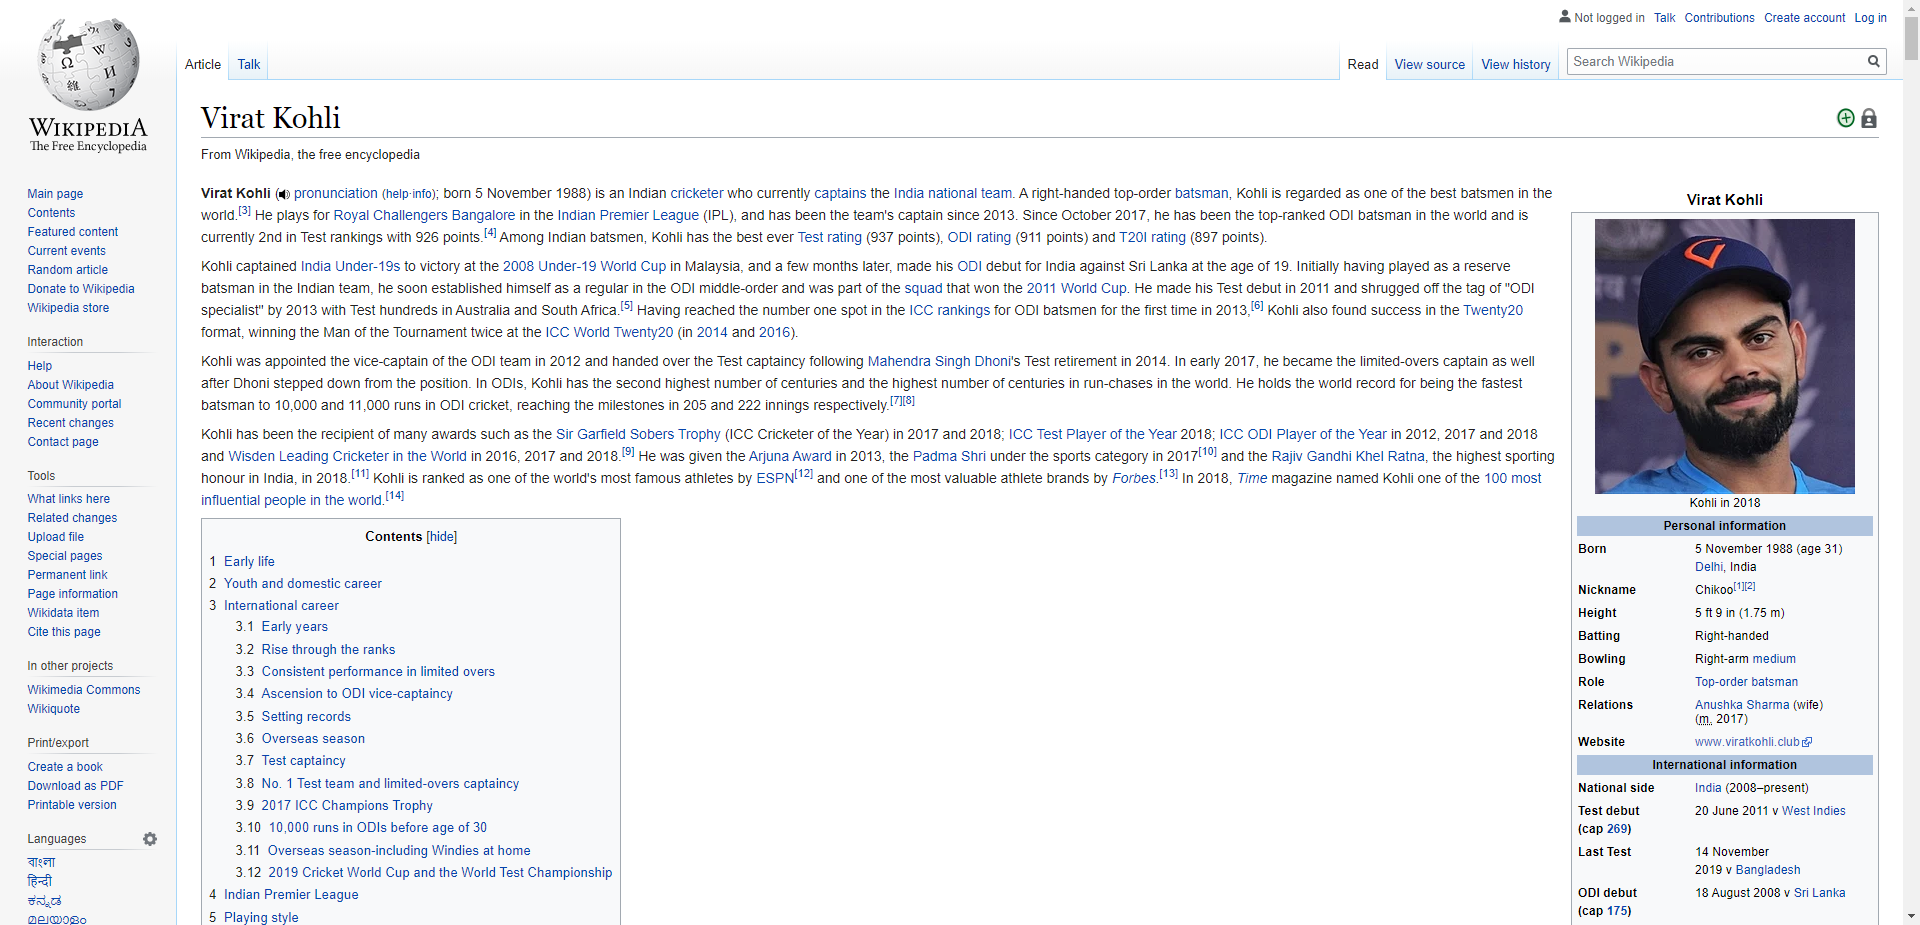 Not logged in Talk Contributions Create account Log in
Article Talk Read View source View history Search Wikipedia
WIKIPEDIA
The Free Encyclopedia
Main page
Contents
Featured content
Current events
Random article
Donate to Wikipedia
Wikipedia store
Interaction
Help
About Wikipedia
Community portal
Recent changes
Contact page
Tools
What links here
Related changes
Upload file
Special pages
Permanent link
Page information
Wikidata item
Cite this page
In other projects
Wikimedia Commons
Wikiquote
Print/export
Create a book
Download as PDF
Printable version
Languages
বাংলা
हिन्दी
ಕನ್ನಡ
മലയാളം
Virat Kohli
From Wikipedia, the free encyclopedia
Virat Kohli ( pronunciation (help·info); born 5 November 1988) is an Indian cricketer who currently captains the India national team. A right-handed top-order batsman, Kohli is regarded as one of the best batsmen in the
world.[3] He plays for Royal Challengers Bangalore in the Indian Premier League (IPL), and has been the team's captain since 2013. Since October 2017, he has been the top-ranked ODI batsman in the world and is
currently 2nd in Test rankings with 926 points.[4] Among Indian batsmen, Kohli has the best ever Test rating (937 points), ODI rating (911 points) and T20I rating (897 points).
Kohli captained India Under-19s to victory at the 2008 Under-19 World Cup in Malaysia, and a few months later, made his ODI debut for India against Sri Lanka at the age of 19. Initially having played as a reserve
batsman in the Indian team, he soon established himself as a regular in the ODI middle-order and was part of the squad that won the 2011 World Cup. He made his Test debut in 2011 and shrugged off the tag of "ODI
specialist" by 2013 with Test hundreds in Australia and South Africa.[5] Having reached the number one spot in the ICC rankings for ODI batsmen for the first time in 2013,[6] Kohli also found success in the Twenty20
format, winning the Man of the Tournament twice at the ICC World Twenty20 (in 2014 and 2016).
Kohli was appointed the vice-captain of the ODI team in 2012 and handed over the Test captaincy following Mahendra Singh Dhoni's Test retirement in 2014. In early 2017, he became the limited-overs captain as well
after Dhoni stepped down from the position. In ODIs, Kohli has the second highest number of centuries and the highest number of centuries in run-chases in the world. He holds the world record for being the fastest
batsman to 10,000 and 11,000 runs in ODI cricket, reaching the milestones in 205 and 222 innings respectively.[7][8]
Kohli has been the recipient of many awards such as the Sir Garfield Sobers Trophy (ICC Cricketer of the Year) in 2017 and 2018; ICC Test Player of the Year 2018; ICC ODI Player of the Year in 2012, 2017 and 2018
and Wisden Leading Cricketer in the World in 2016, 2017 and 2018.[9] He was given the Arjuna Award in 2013, the Padma Shri under the sports category in 2017[10] and the Rajiv Gandhi Khel Ratna, the highest sporting
honour in India, in 2018.[11] Kohli is ranked as one of the world's most famous athletes by ESPN[12] and one of the most valuable athlete brands by Forbes.[13] In 2018, Time magazine named Kohli one of the 100 most
influential people in the world.[14]
Contents [hide]
1 Early life
2 Youth and domestic career
3 International career
3.1 Early years
3.2 Rise through the ranks
3.3 Consistent performance in limited overs
3.4 Ascension to ODI vice-captaincy
3.5 Setting records
3.6 Overseas season
3.7 Test captaincy
3.8 No. 1 Test team and limited-overs captaincy
3.9 2017 ICC Champions Trophy
3.10 10,000 runs in ODIs before age of 30
3.11 Overseas season-including Windies at home
3.12 2019 Cricket World Cup and the World Test Championship
4 Indian Premier League
5 Playing style
Virat Kohli
Kohli in 2018
Personal information
Born 5 November 1988 (age 31)
Delhi, India
Nickname Chikoo[1][2]
Height 5 ft 9 in (1.75 m)
Batting Right-handed
Bowling Right-arm medium
Role Top-order batsman
Relations Anushka Sharma (wife)
(m. 2017)
Website www.viratkohli.club
International information
National side India (2008–present)
Test debut 20 June 2011 v West Indies
(cap 269)
Last Test 14 November
2019 v Bangladesh
ODI debut 18 August 2008 v Sri Lanka
(cap 175)